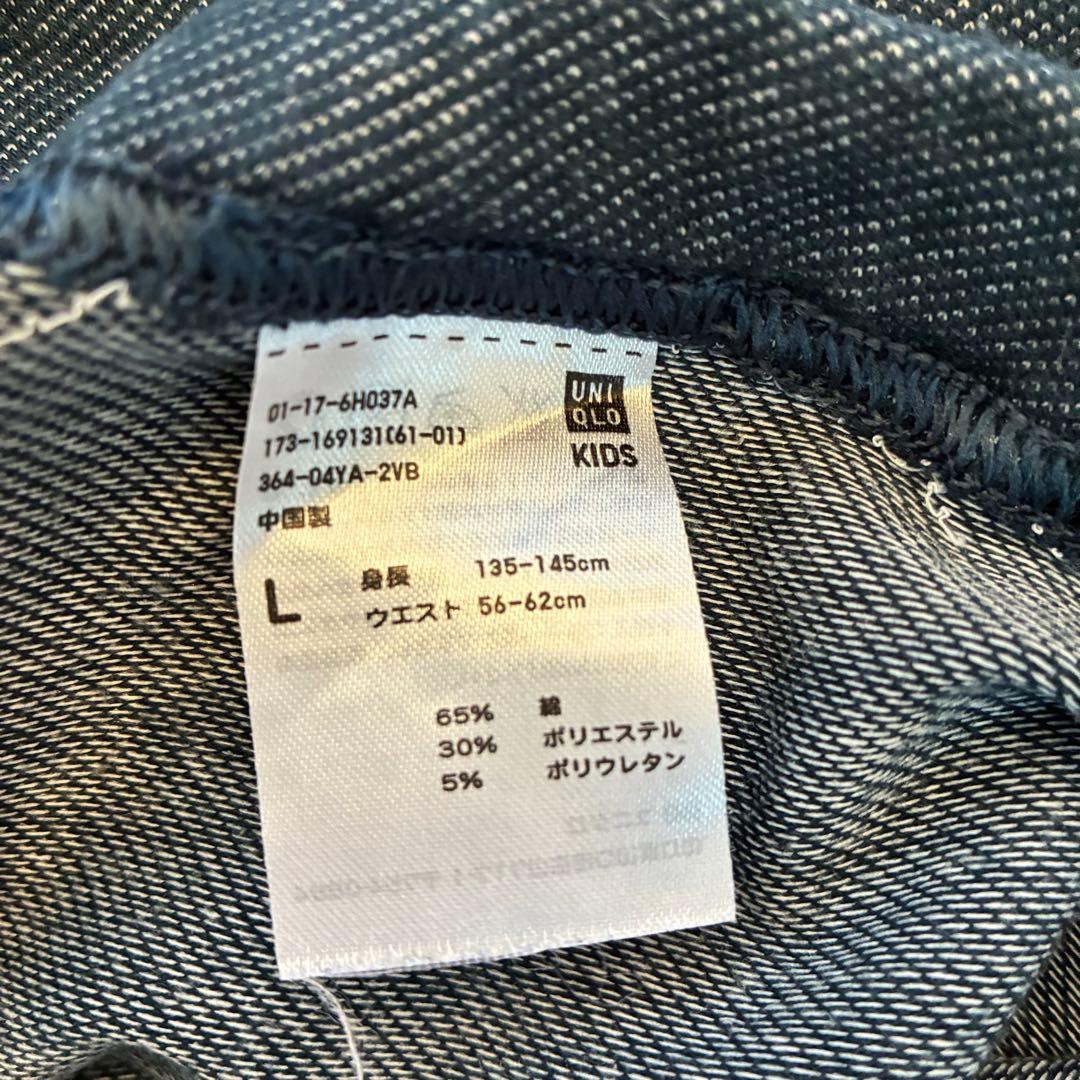 01-17-6H037A
173-169131(61-01)
364-04YA-2VB
中国製
UNI
QLO
KIDS
L
身長 135-145cm
ウエスト 56-62cm
65% 綿
30% ポリエステル
5% ポリウレタン